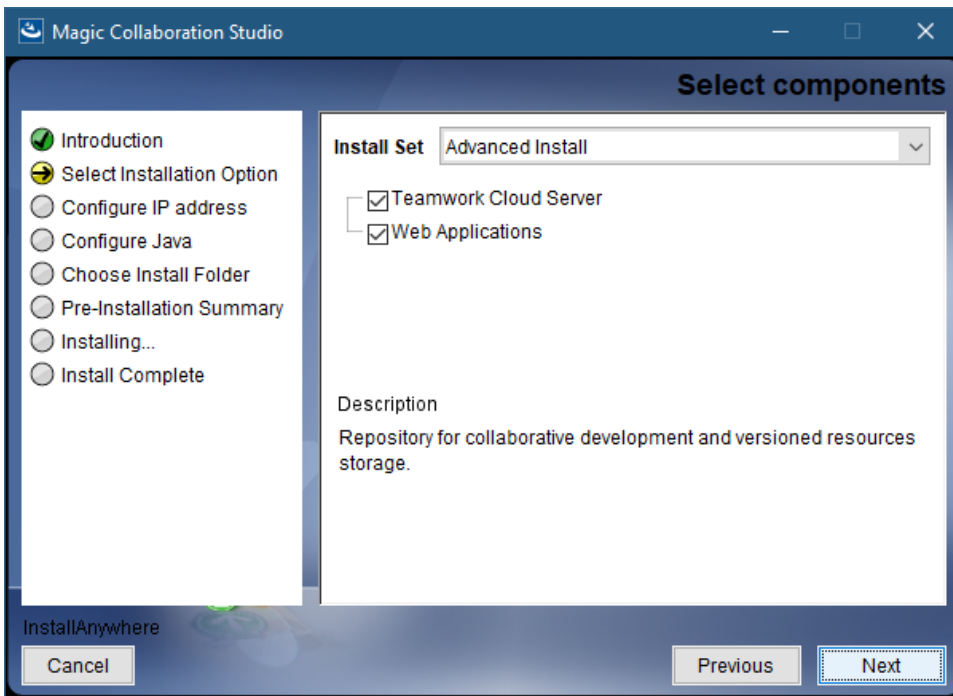 Magic Collaboration Studio
Select components
Introduction
Select Installation Option
Configure IP address
Configure Java
Choose Install Folder
Pre-Installation Summary
Installing...
Install Complete
Install Set Advanced Install
Teamwork Cloud Server
Web Applications
Description
Repository for collaborative development and versioned resources
storage.
InstallAnywhere
Cancel Previous Next